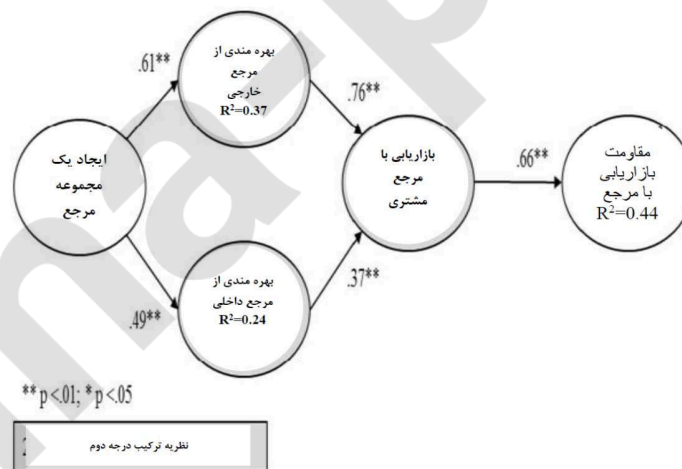 .61**
بهره مندی از
مرجع
خارجی
R²=0.37
.76**
ایجاد یک
مجموعه
مرجع
بازاریابی با
مرجع
مشتری
.66**
مقاومت
بازاریابی
با مرجع
R²=0.44
.49**
بهره مندی از
مرجع داخلی
R²=0.24
.37**
** p <.01; * p <.05
نظریه ترکیب درجه دوم